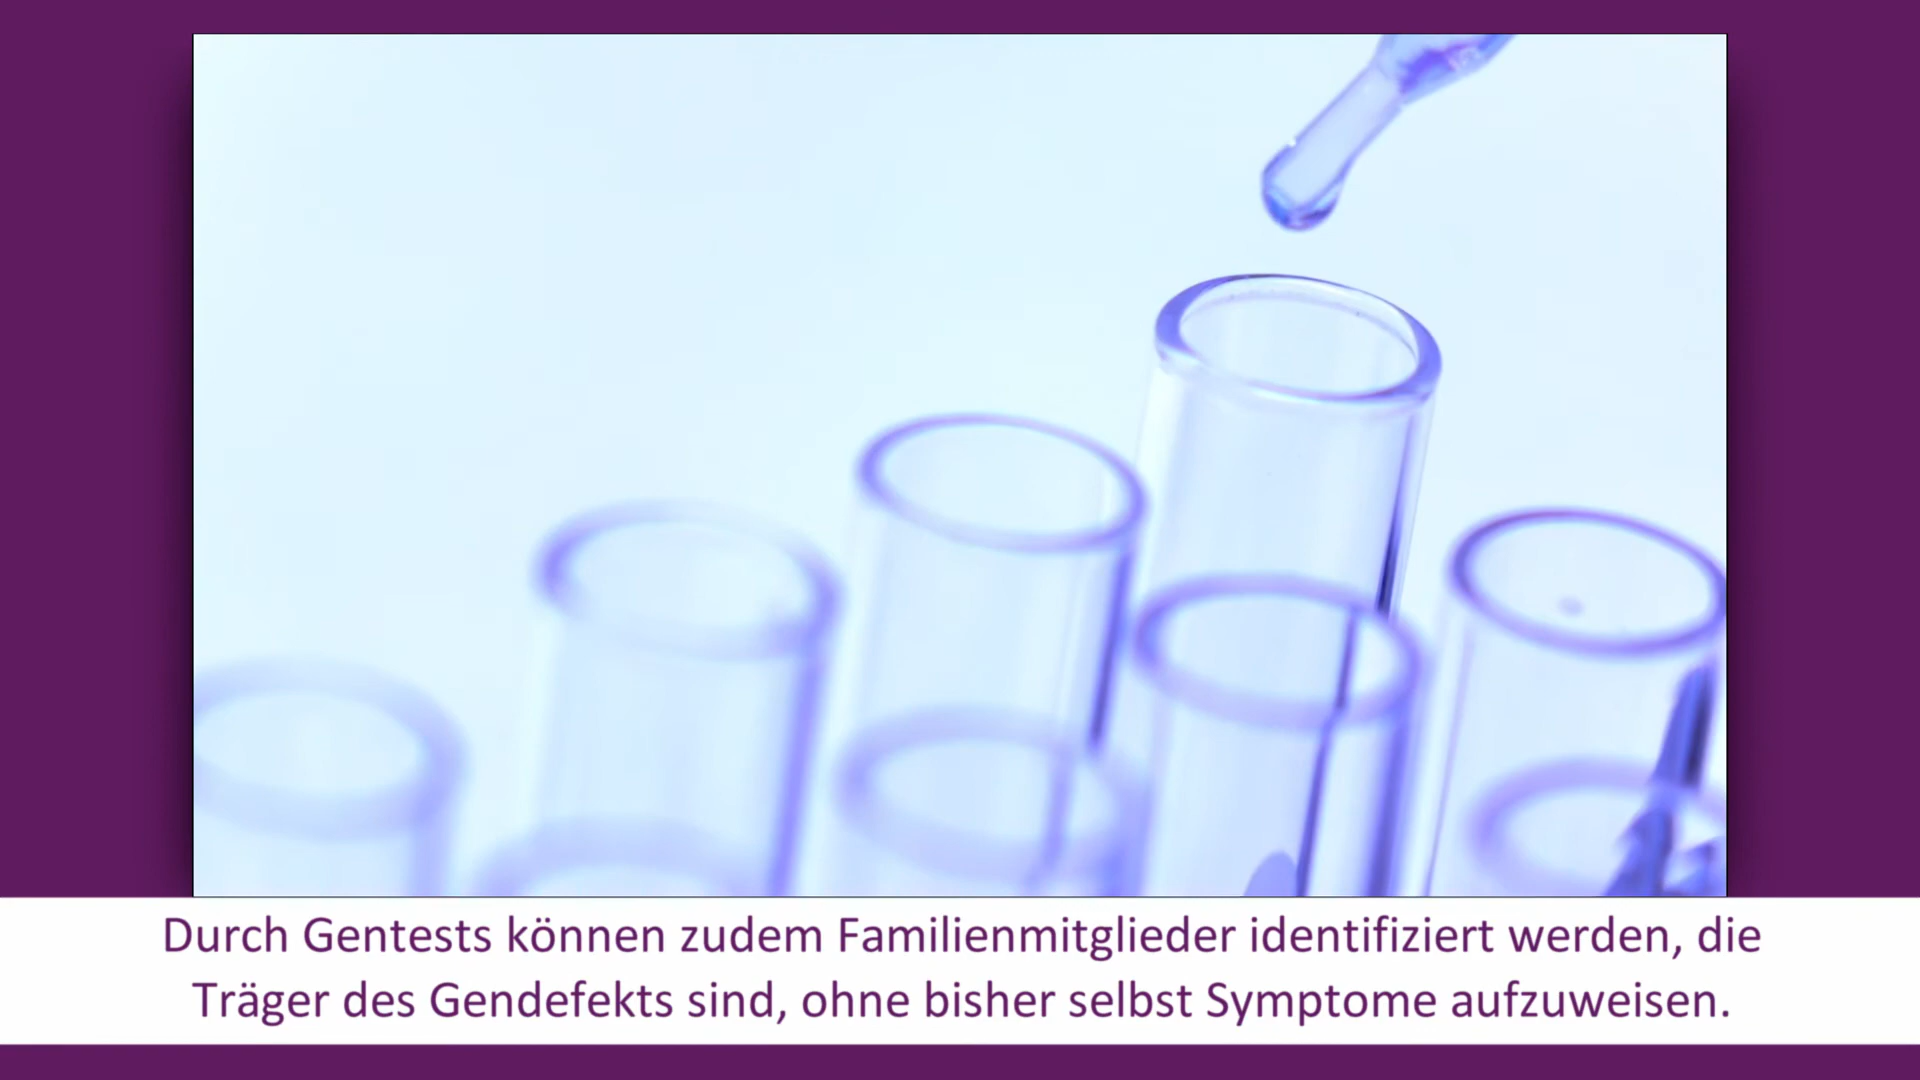 Durch Gentests können zudem Familienmitglieder identifiziert werden, die
Träger des Gendefekts sind, ohne bisher selbst Symptome aufzuweisen.